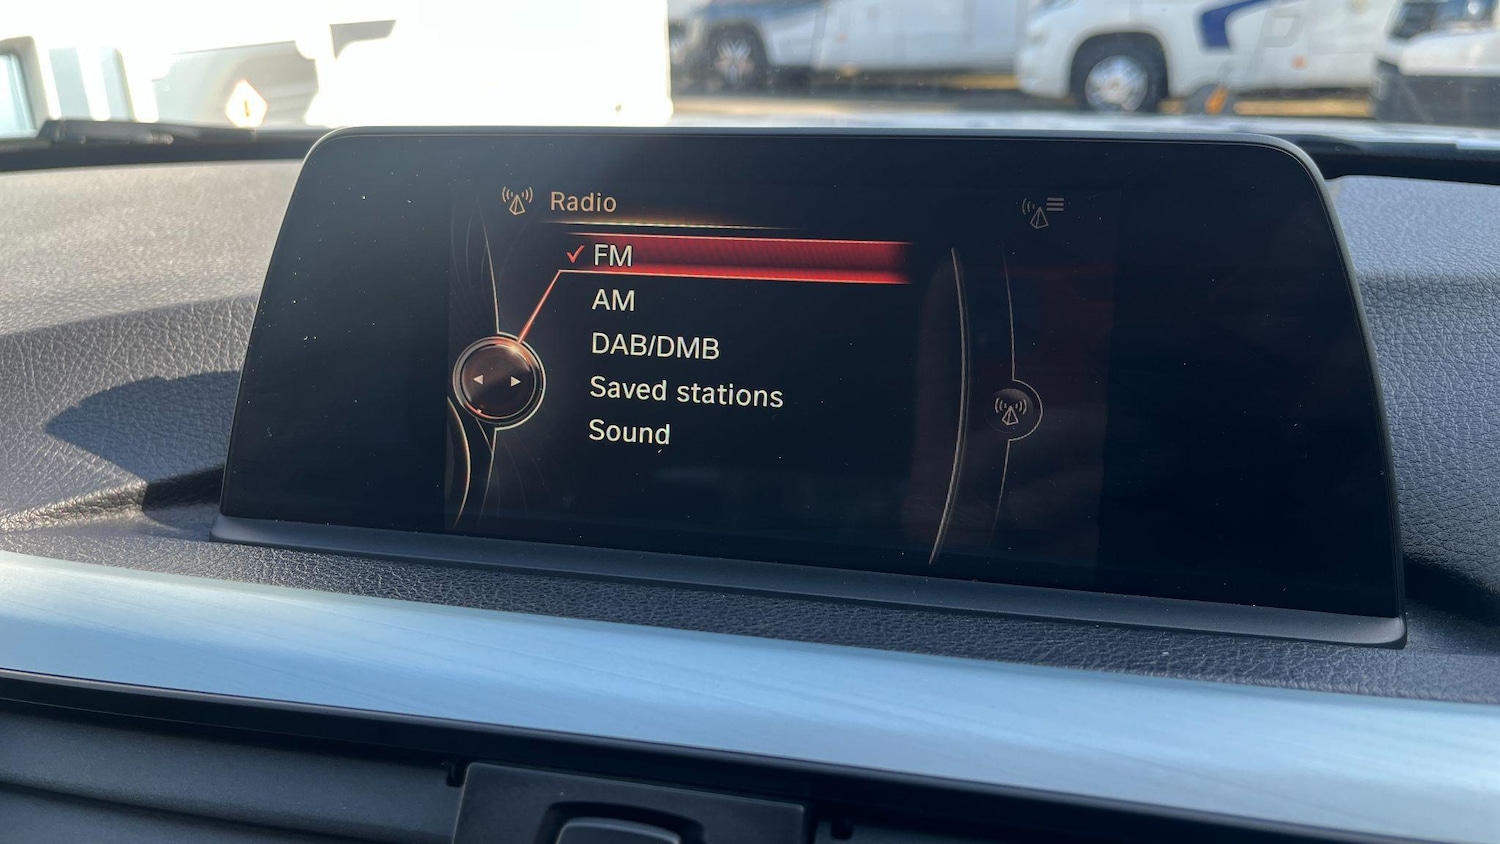 Radio
✓ FM
AM
DAB/DMB
Saved stations
Sound